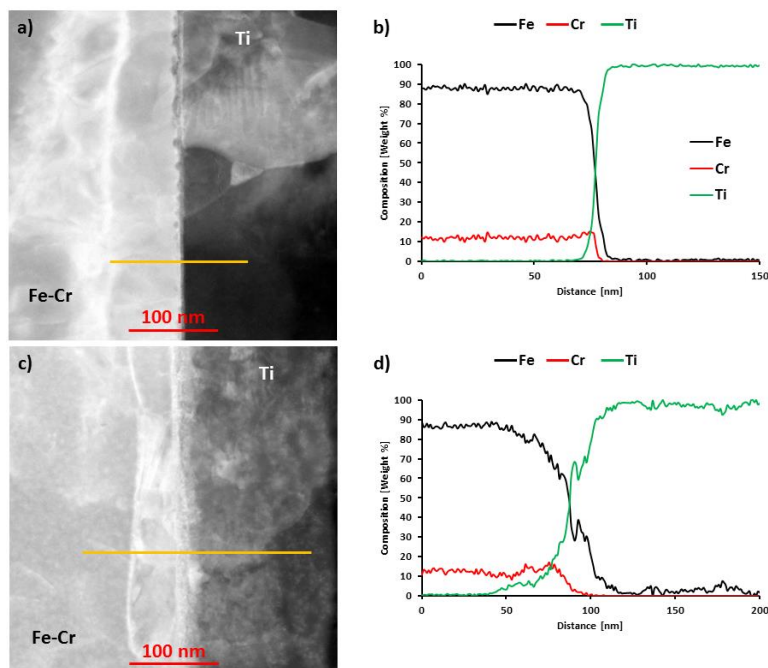 a)
Ti
Fe-Cr
100 nm
b)
Fe Cr Ti
Composition [Weight %]
100
90
80
70
60
50
40
30
20
10
0
0 50 100 150
Distance [nm]
Fe
Cr
Ti
c)
Ti
Fe-Cr
100 nm
d)
Fe Cr Ti
Composition [Weight %]
100
90
80
70
60
50
40
30
20
10
0
0 50 100 150 200
Distance [nm]